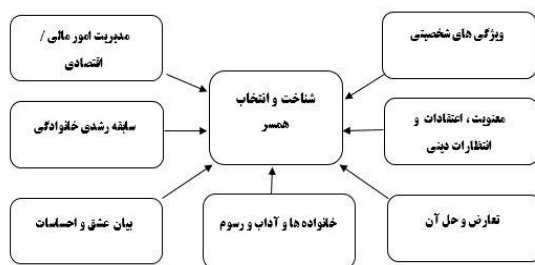 ویژگی های شخصیتی
مدیریت امور مالی /
اقتصادی
شناخت و انتخاب
همسر
معنویت ، اعتقادات و
انتظارات دینی
سابقه رشدی خانوادگی
تعارض و حل آن
خانواده ها و آداب و رسوم
بیان عشق و احساسات